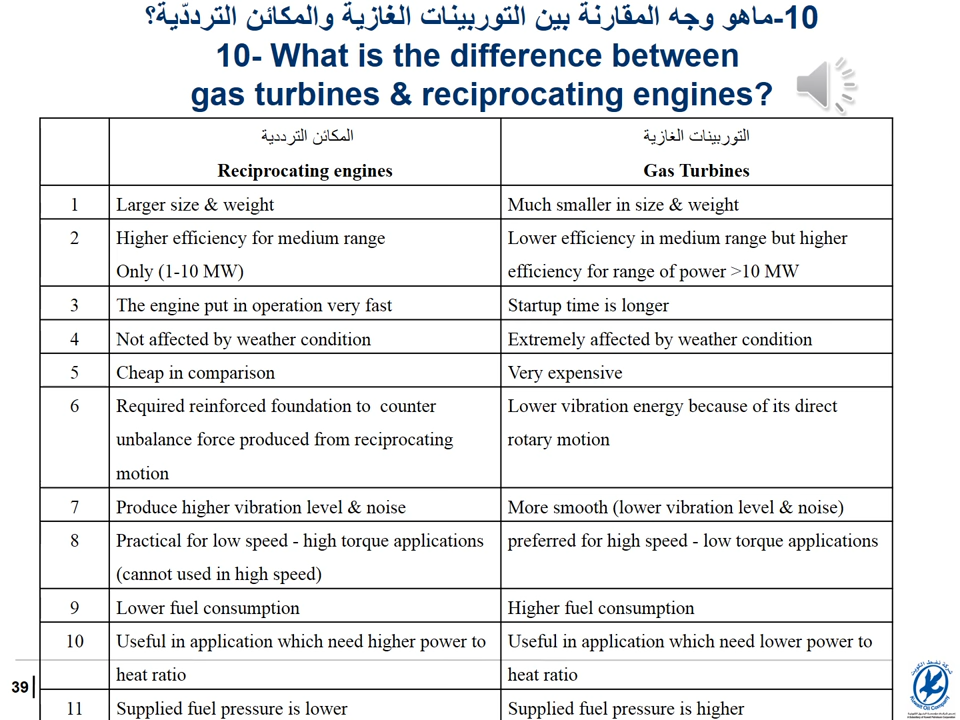 10-ماهو وجه المقارنة بين التوربينات الغازية والمكائن التردّدية؟
10- What is the difference between
gas turbines & reciprocating engines?
المكائن الترددية
Reciprocating engines
التوربينات الغازية
Gas Turbines
1 Larger size & weight Much smaller in size & weight
2 Higher efficiency for medium range Lower efficiency in medium range but higher
Only (1-10 MW) efficiency for range of power >10 MW
3 The engine put in operation very fast Startup time is longer
4 Not affected by weather condition Extremely affected by weather condition
5 Cheap in comparison Very expensive
6 Required reinforced foundation to counter Lower vibration energy because of its direct
unbalance force produced from reciprocating rotary motion
motion
7 Produce higher vibration level & noise More smooth (lower vibration level & noise)
8 Practical for low speed - high torque applications preferred for high speed - low torque applications
(cannot used in high speed)
9 Lower fuel consumption Higher fuel consumption
10 Useful in application which need higher power to Useful in application which need lower power to
heat ratio heat ratio
11 Supplied fuel pressure is lower Supplied fuel pressure is higher
39
شركة نفط الكويت
Kuwait Oil Company